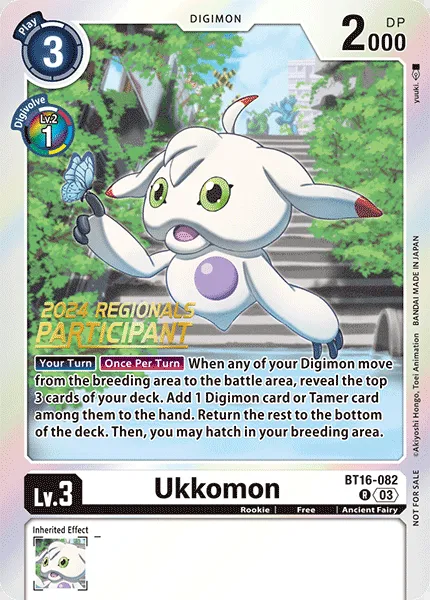 Play
3
DIGIMON
DP
2000
Digivolve
Lv.2
1
yuuki.
2024 REGIONALS
PARTICIPANT
Your Turn Once Per Turn When any of your Digimon move
from the breeding area to the battle area, reveal the top
3 cards of your deck. Add 1 Digimon card or Tamer card
among them to the hand. Return the rest to the bottom
of the deck. Then, you may hatch in your breeding area.
©Akiyoshi Hongo, Toei Animation BANDAI MADE IN JAPAN
NOT FOR SALE
Lv.3
Ukkomon
BT16-082
R 03
Rookie | Free | Ancient Fairy
Inherited Effect
–